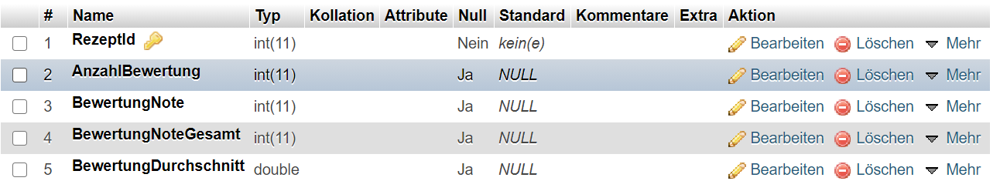 # Name Typ Kollation Attribute Null Standard Kommentare Extra Aktion
1 RezeptId int(11) Nein kein(e) Bearbeiten Löschen Mehr
2 AnzahlBewertung int(11) Ja NULL Bearbeiten Löschen Mehr
3 BewertungNote int(11) Ja NULL Bearbeiten Löschen Mehr
4 BewertungNoteGesamt int(11) Ja NULL Bearbeiten Löschen Mehr
5 BewertungDurchschnitt double Ja NULL Bearbeiten Löschen Mehr